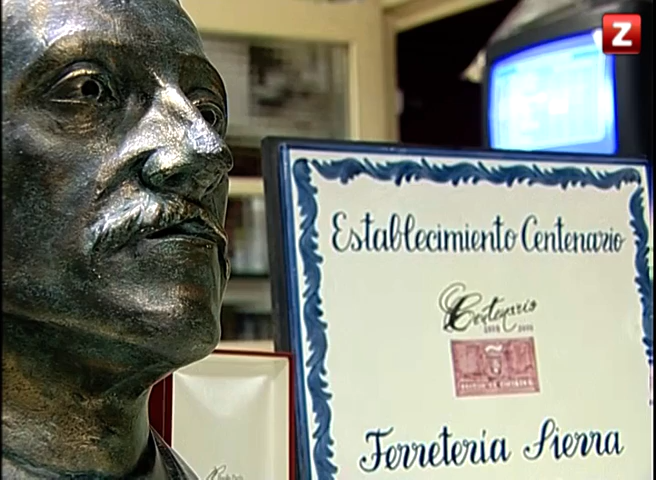 Z
Establecimiento Centenario
Centenario
Ferretería Sierra